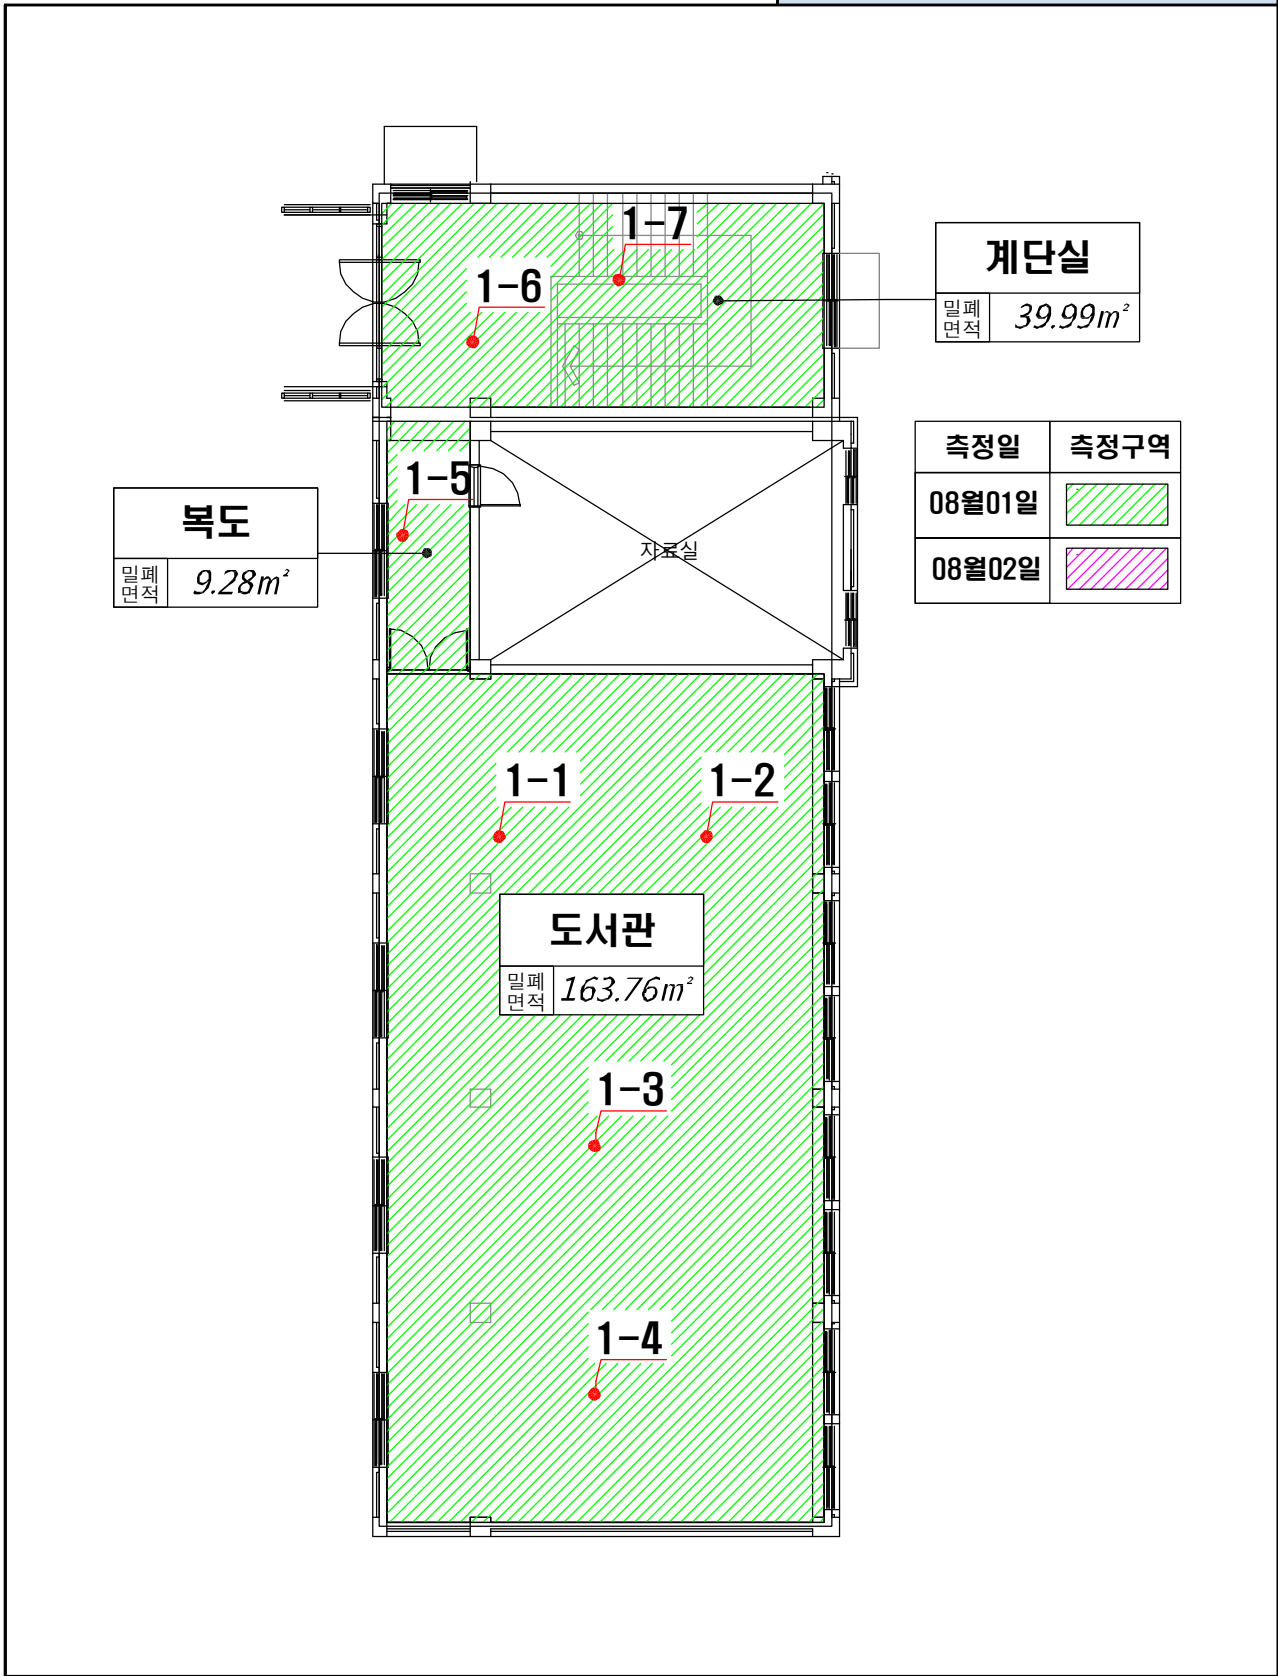 1-7
1-6
계단실
밀폐
면적
39.99m²
측정일 측정구역
08월01일
08월02일
1-5
복도
밀폐
면적
9.28m²
자료실
1-1
1-2
도서관
밀폐
면적
163.76m²
1-3
1-4